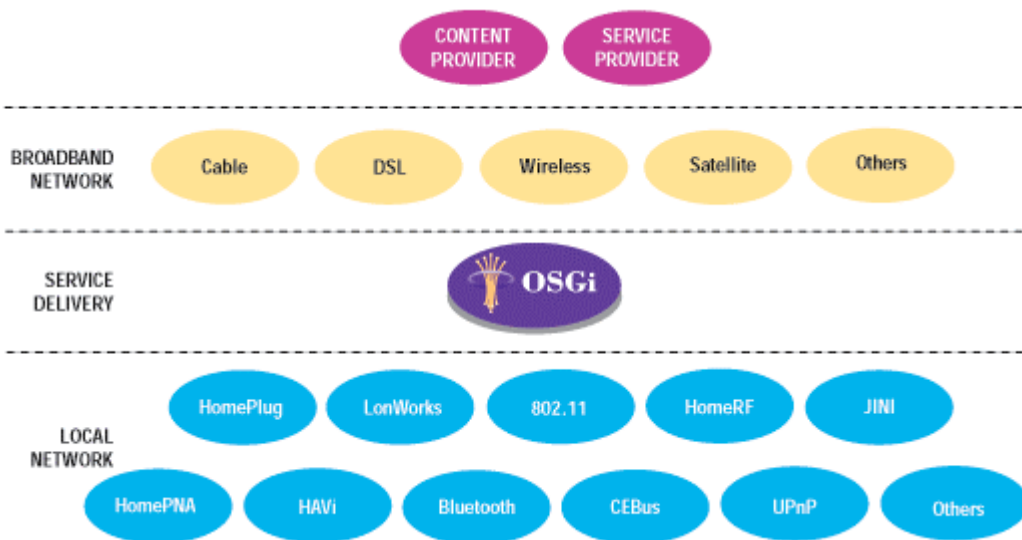 CONTENT
PROVIDER
SERVICE
PROVIDER
BROADBAND
NETWORK
Cable
DSL
Wireless
Satellite
Others
SERVICE
DELIVERY
OSGi
LOCAL
NETWORK
HomePlug
LonWorks
802.11
HomeRF
JINI
HomePNA
HAVi
Bluetooth
CEBus
UPnP
Others